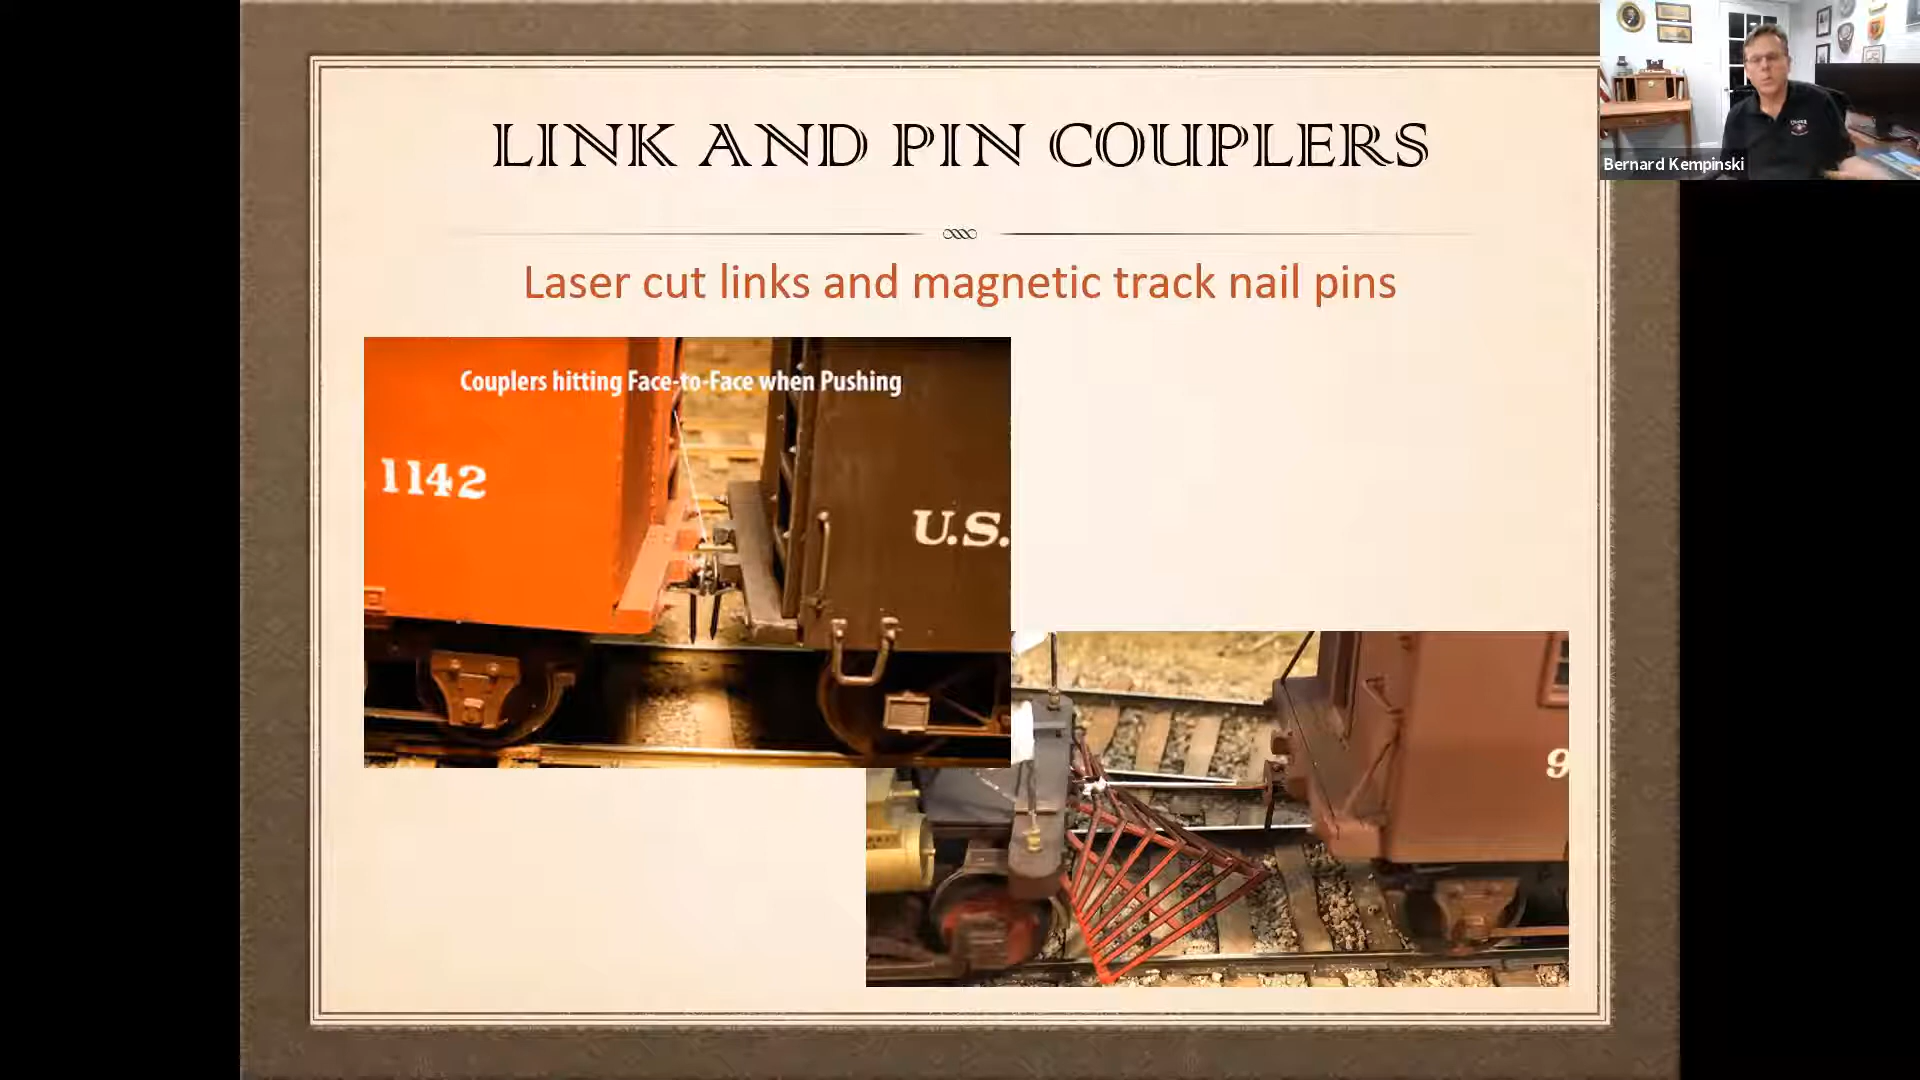 LINK AND PIN COUPLERS
Laser cut links and magnetic track nail pins
Couplers hitting Face-to-Face when Pushing
1142
U.S.
9
Bernard Kempinski